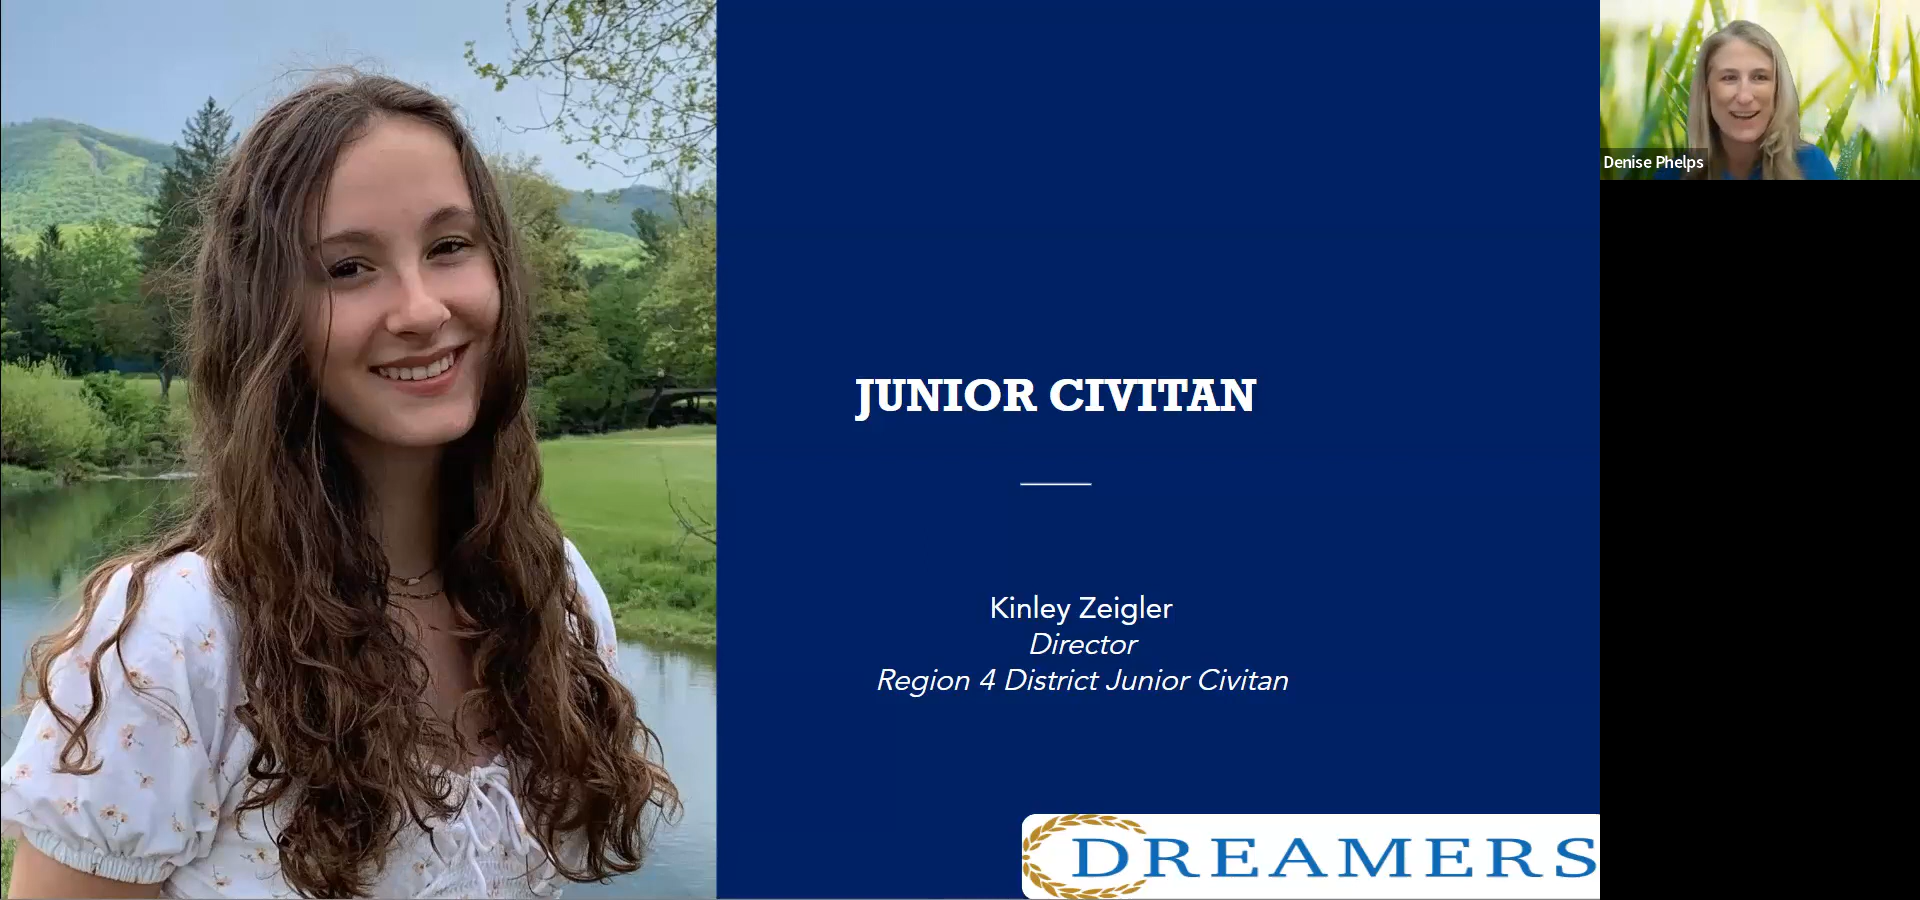 JUNIOR CIVITAN
Kinley Zeigler
Director
Region 4 District Junior Civitan
DREAMERS
Denise Phelps